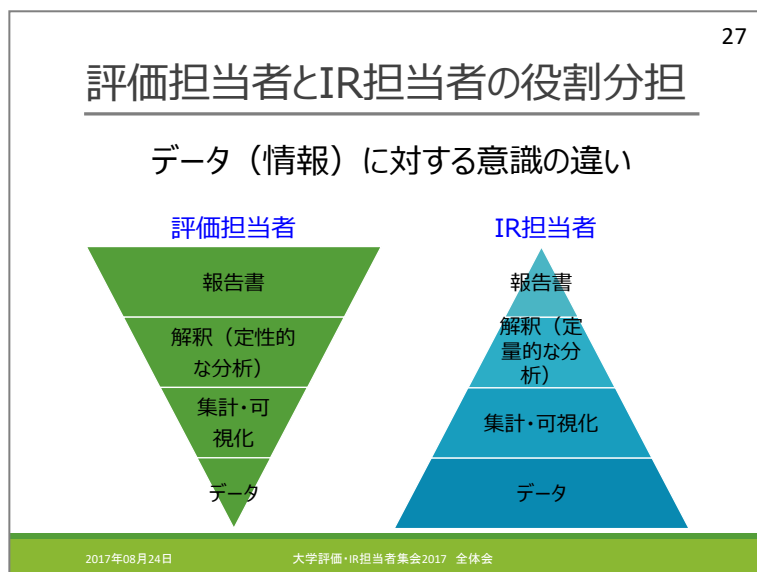 27
評価担当者とIR担当者の役割分担
データ（情報）に対する意識の違い
評価担当者
報告書
解釈（定性的
な分析）
集計・可
視化
データ
IR担当者
報告書
解釈（定
量的な分
析）
集計・可視化
データ
2017年08月24日
大学評価・IR担当者集会2017 全体会